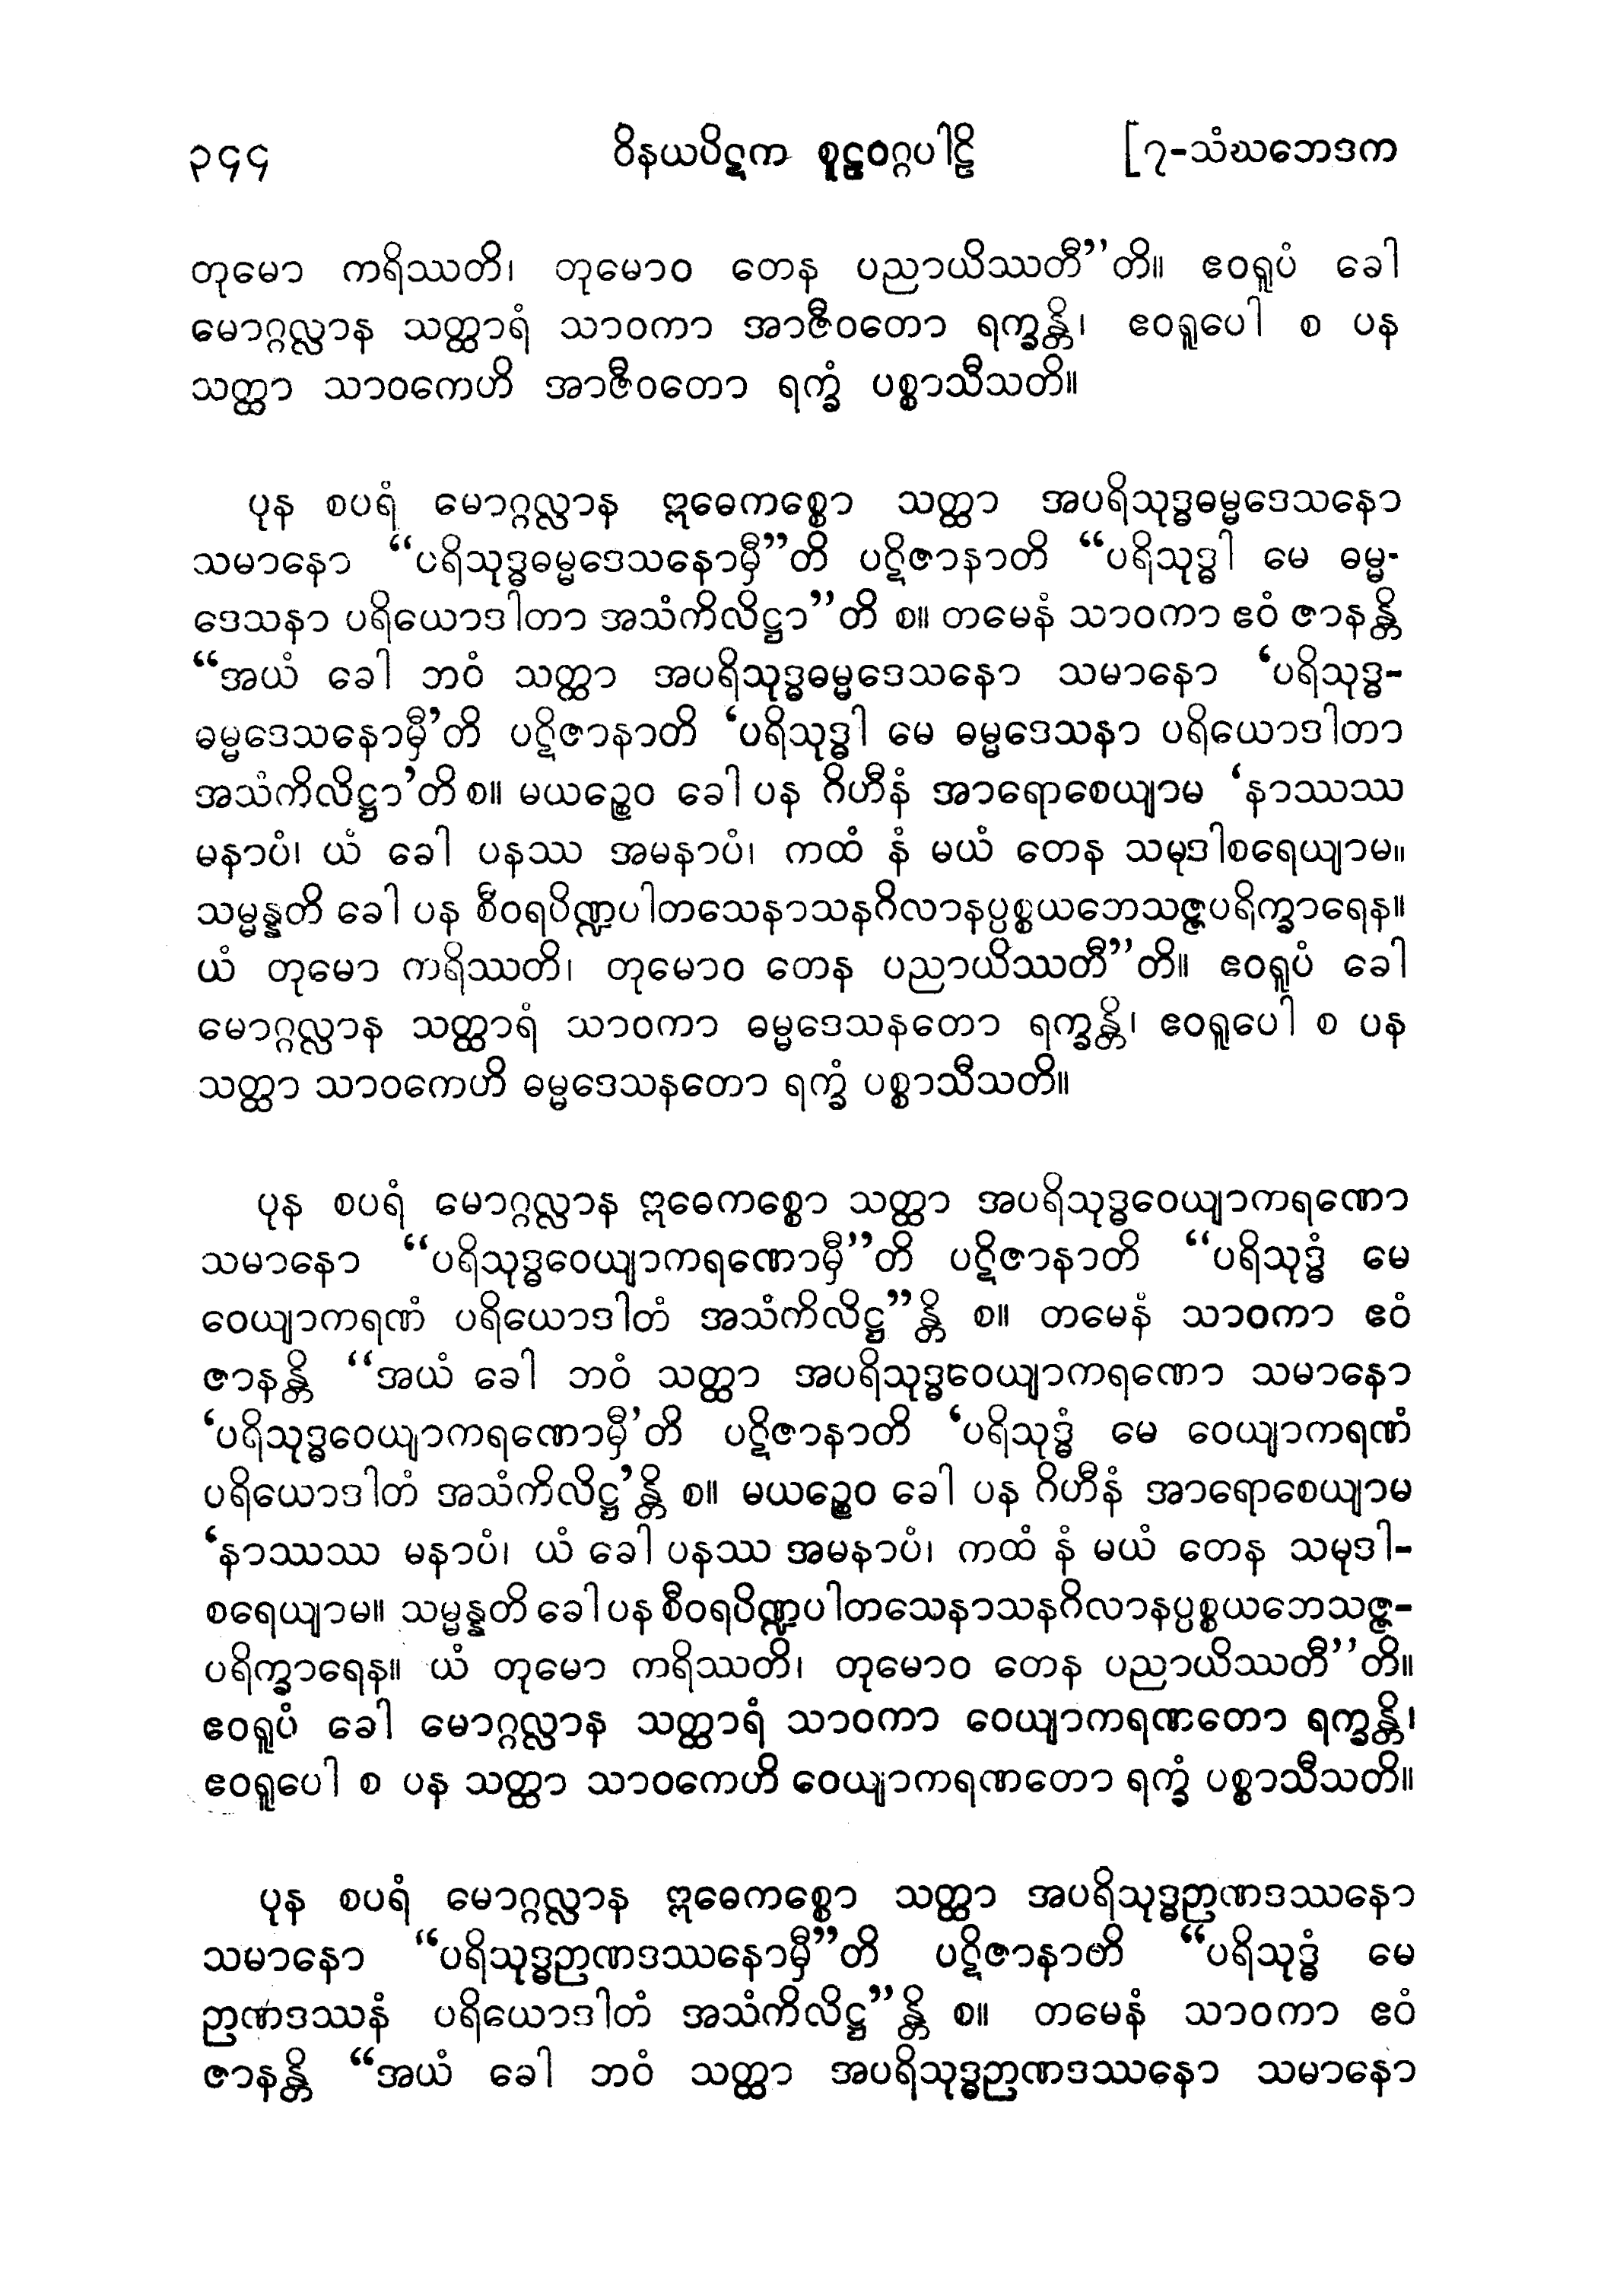 ၃၄၄ ဝိနယပိဋက စူဠဝဂ္ဂပါဠိ [၇-သံဃဘေဒက
တုမော ကရိဿတိ၊ တုမောဝ တေန ပညာယိဿတီ”တိ။ ဧဝရူပံ ခေါ
မောဂ္ဂလ္လာန သတ္ထာရံ သာဝကာ အာဇီဝတော ရက္ခန္တိ၊ ဧဝရူပေါ စ ပန
သတ္ထာ သာဝကေဟိ အာဇီဝတော ရက္ခံ ပစ္စာသီသတိ။
ပုန စပရံ မောဂ္ဂလ္လာန ဣဓေကစ္စော သတ္ထာ အပရိသုဒ္ဓဓမ္မဒေသနော
သမာနော “ပရိသုဒ္ဓဓမ္မဒေသနောမှီ”တိ ပဋိဇာနာတိ “ပရိသုဒ္ဓါ မေ ဓမ္မ-
ဒေသနာ ပရိယောဒါတာ အသံကိလိဋ္ဌာ”တိ စ။ တမေနံ သာဝကာ ဧဝံ ဇာနန္တိ
“အယံ ခေါ ဘဝံ သတ္ထာ အပရိသုဒ္ဓဓမ္မဒေသနော သမာနော ‘ပရိသုဒ္ဓ-
ဓမ္မဒေသနောမှီ’တိ ပဋိဇာနာတိ ‘ပရိသုဒ္ဓါ မေ ဓမ္မဒေသနာ ပရိယောဒါတာ
အသံကိလိဋ္ဌာ’တိ စ။ မယဉ္စေဝ ခေါ ပန ဂိဟီနံ အာရောစေယျာမ ‘နာဿဿ
မနာပံ၊ ယံ ခေါ ပနဿ အမနာပံ၊ ကထံ နံ မယံ တေန သမုဒါစရေယျာမ။
သမ္မန္နတိ ခေါ ပန စီဝရပိဏ္ဍပါတသေနာသနဂိလာနပ္ပစ္စယဘေသဇ္ဇပရိက္ခာရေန။
ယံ တုမော ကရိဿတိ၊ တုမောဝ တေန ပညာယိဿတီ”တိ။ ဧဝရူပံ ခေါ
မောဂ္ဂလ္လာန သတ္ထာရံ သာဝကာ ဓမ္မဒေသနတော ရက္ခန္တိ၊ ဧဝရူပေါ စ ပန
သတ္ထာ သာဝကေဟိ ဓမ္မဒေသနတော ရက္ခံ ပစ္စာသီသတိ။
ပုန စပရံ မောဂ္ဂလ္လာန ဣဓေကစ္စော သတ္ထာ အပရိသုဒ္ဓဝေယျာကရဏော
သမာနော “ပရိသုဒ္ဓဝေယျာကရဏောမှီ”တိ ပဋိဇာနာတိ “ပရိသုဒ္ဓံ မေ
ဝေယျာကရဏံ ပရိယောဒါတံ အသံကိလိဋ္ဌ”န္တိ စ။ တမေနံ သာဝကာ ဧဝံ
ဇာနန္တိ “အယံ ခေါ ဘဝံ သတ္ထာ အပရိသုဒ္ဓဝေယျာကရဏော သမာနော
‘ပရိသုဒ္ဓဝေယျာကရဏောမှီ’တိ ပဋိဇာနာတိ ‘ပရိသုဒ္ဓံ မေ ဝေယျာကရဏံ
ပရိယောဒါတံ အသံကိလိဋ္ဌ’န္တိ စ။ မယဉ္စေဝ ခေါ ပန ဂိဟီနံ အာရောစေယျာမ
‘နာဿဿ မနာပံ၊ ယံ ခေါ ပနဿ အမနာပံ၊ ကထံ နံ မယံ တေန သမုဒါ-
စရေယျာမ။ သမ္မန္နတိ ခေါ ပန စီဝရပိဏ္ဍပါတသေနာသနဂိလာနပ္ပစ္စယဘေသဇ္ဇ-
ပရိက္ခာရေန။ ယံ တုမော ကရိဿတိ၊ တုမောဝ တေန ပညာယိဿတီ”တိ။
ဧဝရူပံ ခေါ မောဂ္ဂလ္လာန သတ္ထာရံ သာဝကာ ဝေယျာကရဏတော ရက္ခန္တိ၊
ဧဝရူပေါ စ ပန သတ္ထာ သာဝကေဟိ ဝေယျာကရဏတော ရက္ခံ ပစ္စာသီသတိ။
ပုန စပရံ မောဂ္ဂလ္လာန ဣဓေကစ္စော သတ္ထာ အပရိသုဒ္ဓဉာဏဒဿနော
သမာနော “ပရိသုဒ္ဓဉာဏဒဿနောမှီ”တိ ပဋိဇာနာတိ “ပရိသုဒ္ဓံ မေ
ဉာဏဒဿနံ ပရိယောဒါတံ အသံကိလိဋ္ဌ”န္တိ စ။ တမေနံ သာဝကာ ဧဝံ
ဇာနန္တိ “အယံ ခေါ ဘဝံ သတ္ထာ အပရိသုဒ္ဓဉာဏဒဿနော သမာနော